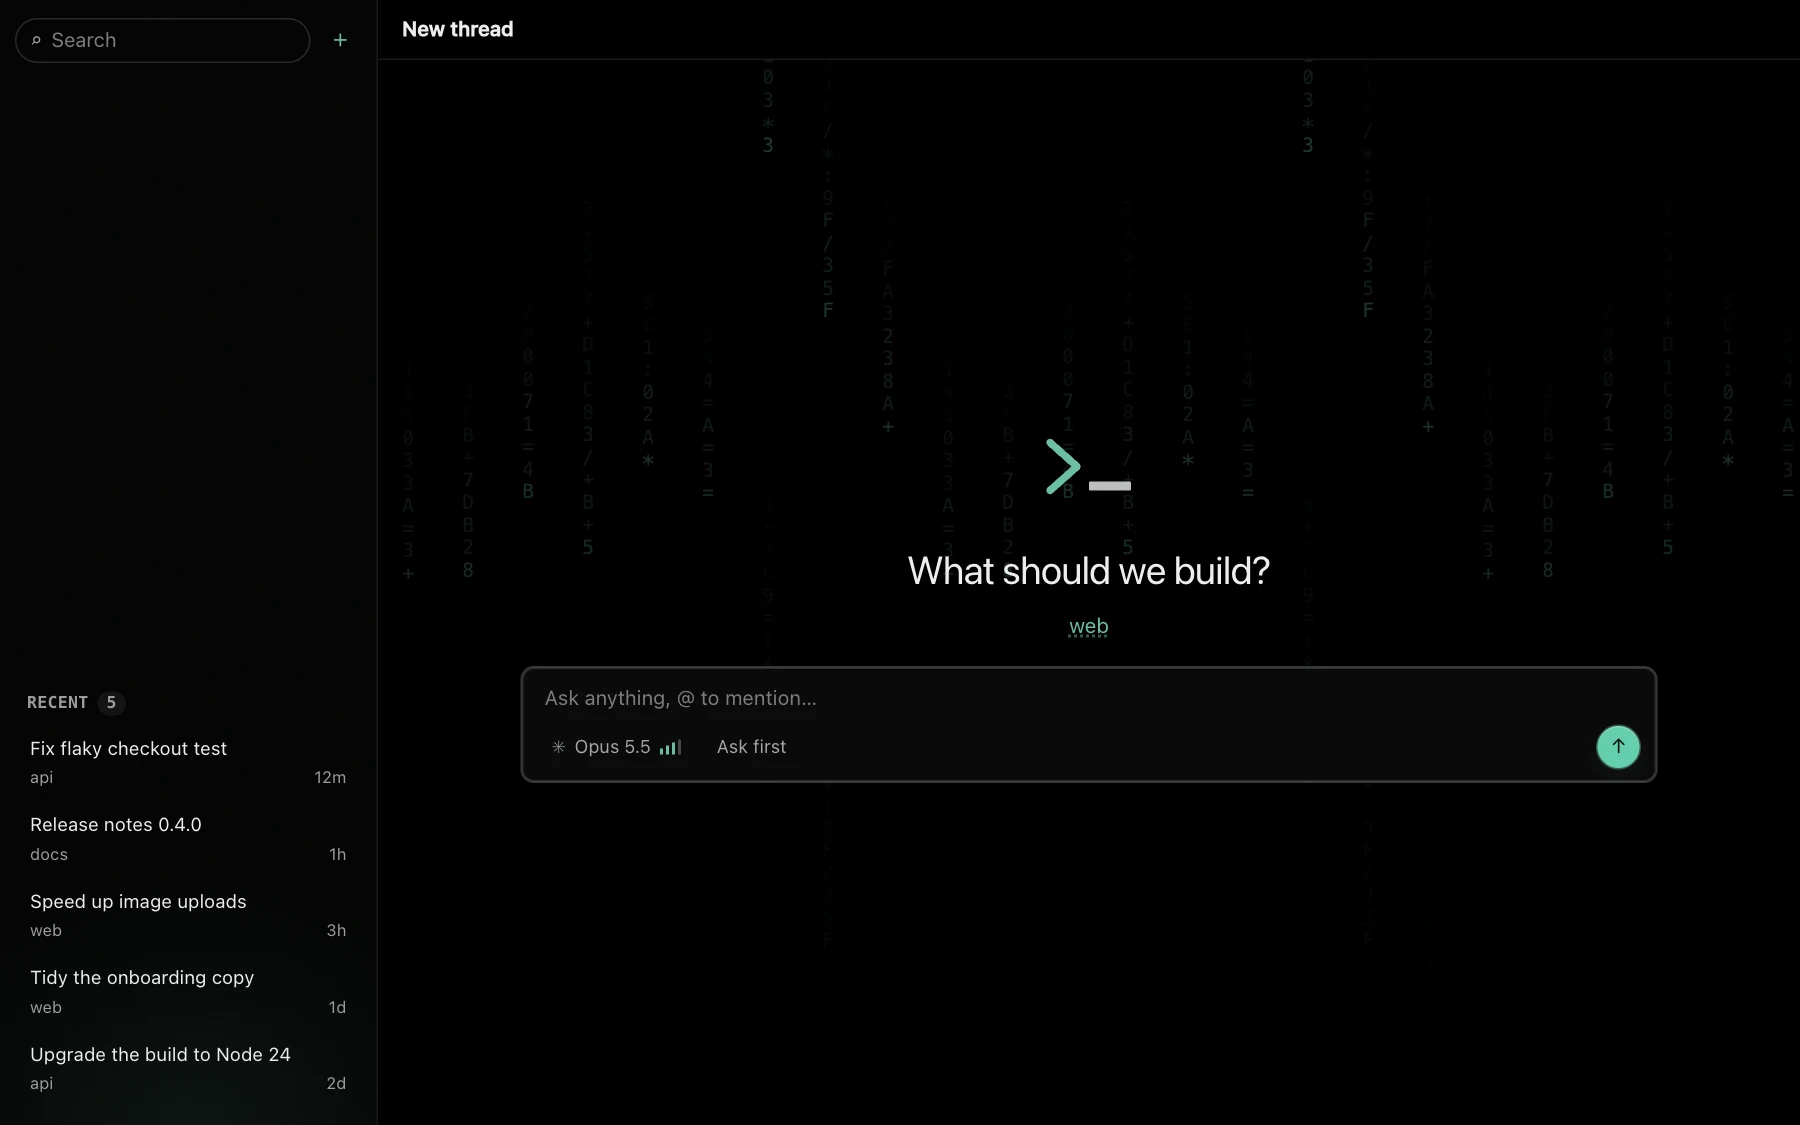 Search
+
New thread
>_
What should we build?
web
Ask anything, @ to mention...
Opus 5.5
Ask first
RECENT 5
Fix flaky checkout test
api 12m
Release notes 0.4.0
docs 1h
Speed up image uploads
web 3h
Tidy the onboarding copy
web 1d
Upgrade the build to Node 24
api 2d